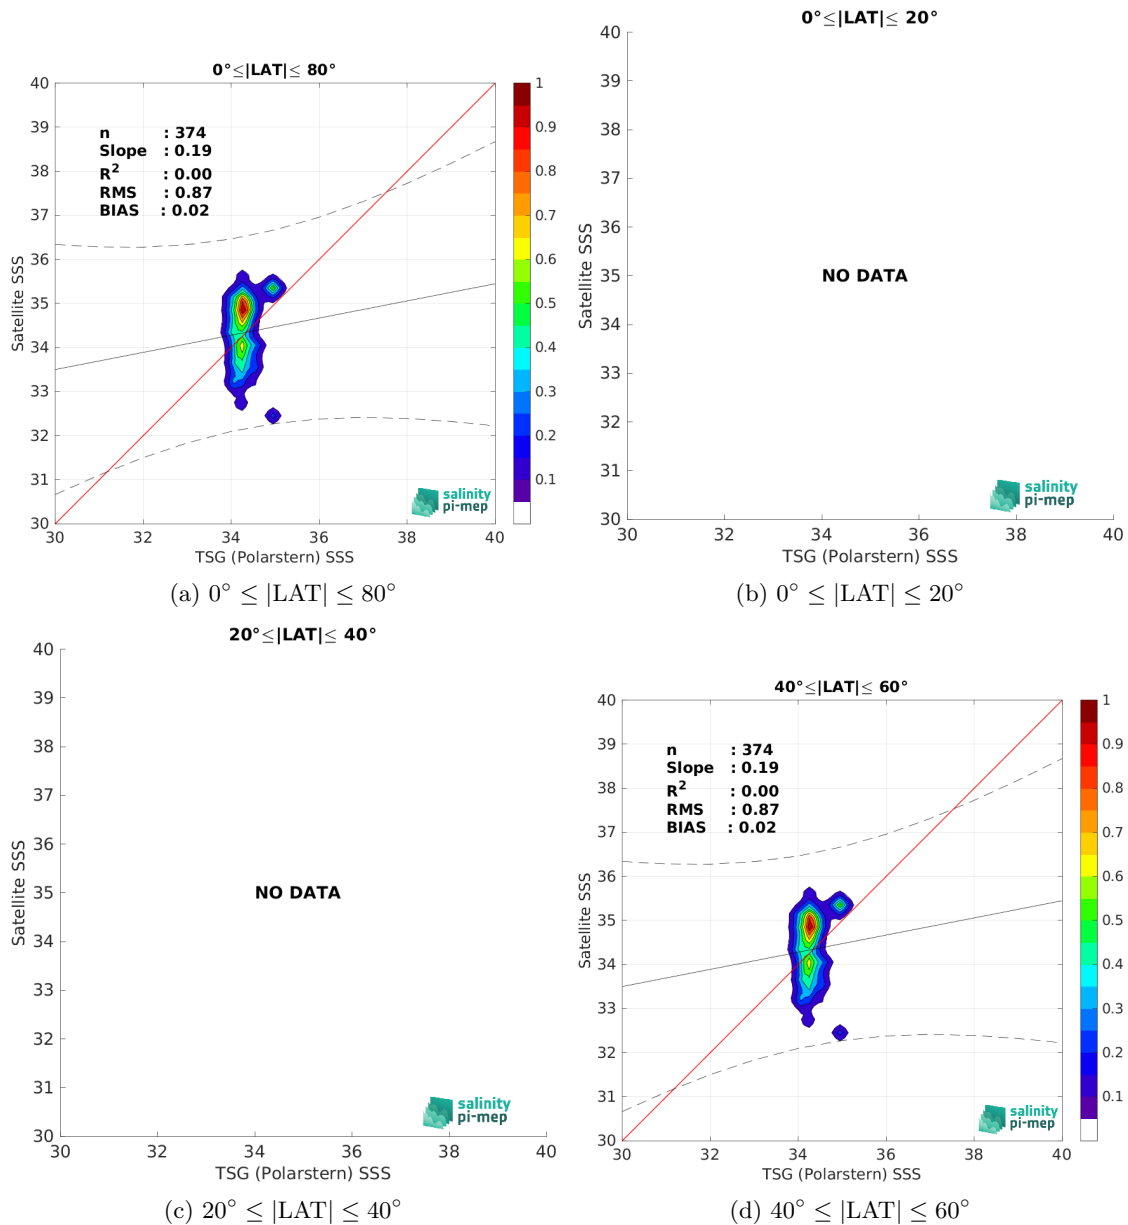 0°≤|LAT|≤ 80°
40
39
38
37
36
35
34
33
32
31
30
Satellite SSS
n : 374
Slope : 0.19
R² : 0.00
RMS : 0.87
BIAS : 0.02
salinity
pi-mep
30 32 34 36 38 40
TSG (Polarstern) SSS
1
0.9
0.8
0.7
0.6
0.5
0.4
0.3
0.2
0.1
(a) 0° ≤ |LAT| ≤ 80°
0°≤|LAT|≤ 20°
40
39
38
37
36
35
34
33
32
31
30
Satellite SSS
NO DATA
salinity
pi-mep
30 32 34 36 38 40
TSG (Polarstern) SSS
(b) 0° ≤ |LAT| ≤ 20°
20°≤|LAT|≤ 40°
40
39
38
37
36
35
34
33
32
31
30
Satellite SSS
NO DATA
salinity
pi-mep
30 32 34 36 38 40
TSG (Polarstern) SSS
(c) 20° ≤ |LAT| ≤ 40°
40°≤|LAT|≤ 60°
40
39
38
37
36
35
34
33
32
31
30
Satellite SSS
n : 374
Slope : 0.19
R² : 0.00
RMS : 0.87
BIAS : 0.02
salinity
pi-mep
30 32 34 36 38 40
TSG (Polarstern) SSS
1
0.9
0.8
0.7
0.6
0.5
0.4
0.3
0.2
0.1
(d) 40° ≤ |LAT| ≤ 60°